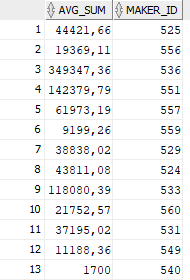 AVG_SUM MAKER_ID
1 44421,66 525
2 19369,11 556
3 349347,36 536
4 142379,79 551
5 61973,19 557
6 9199,26 559
7 38838,02 529
8 43811,08 524
9 118080,39 533
10 21752,57 560
11 37195,02 531
12 11188,36 549
13 1700 540